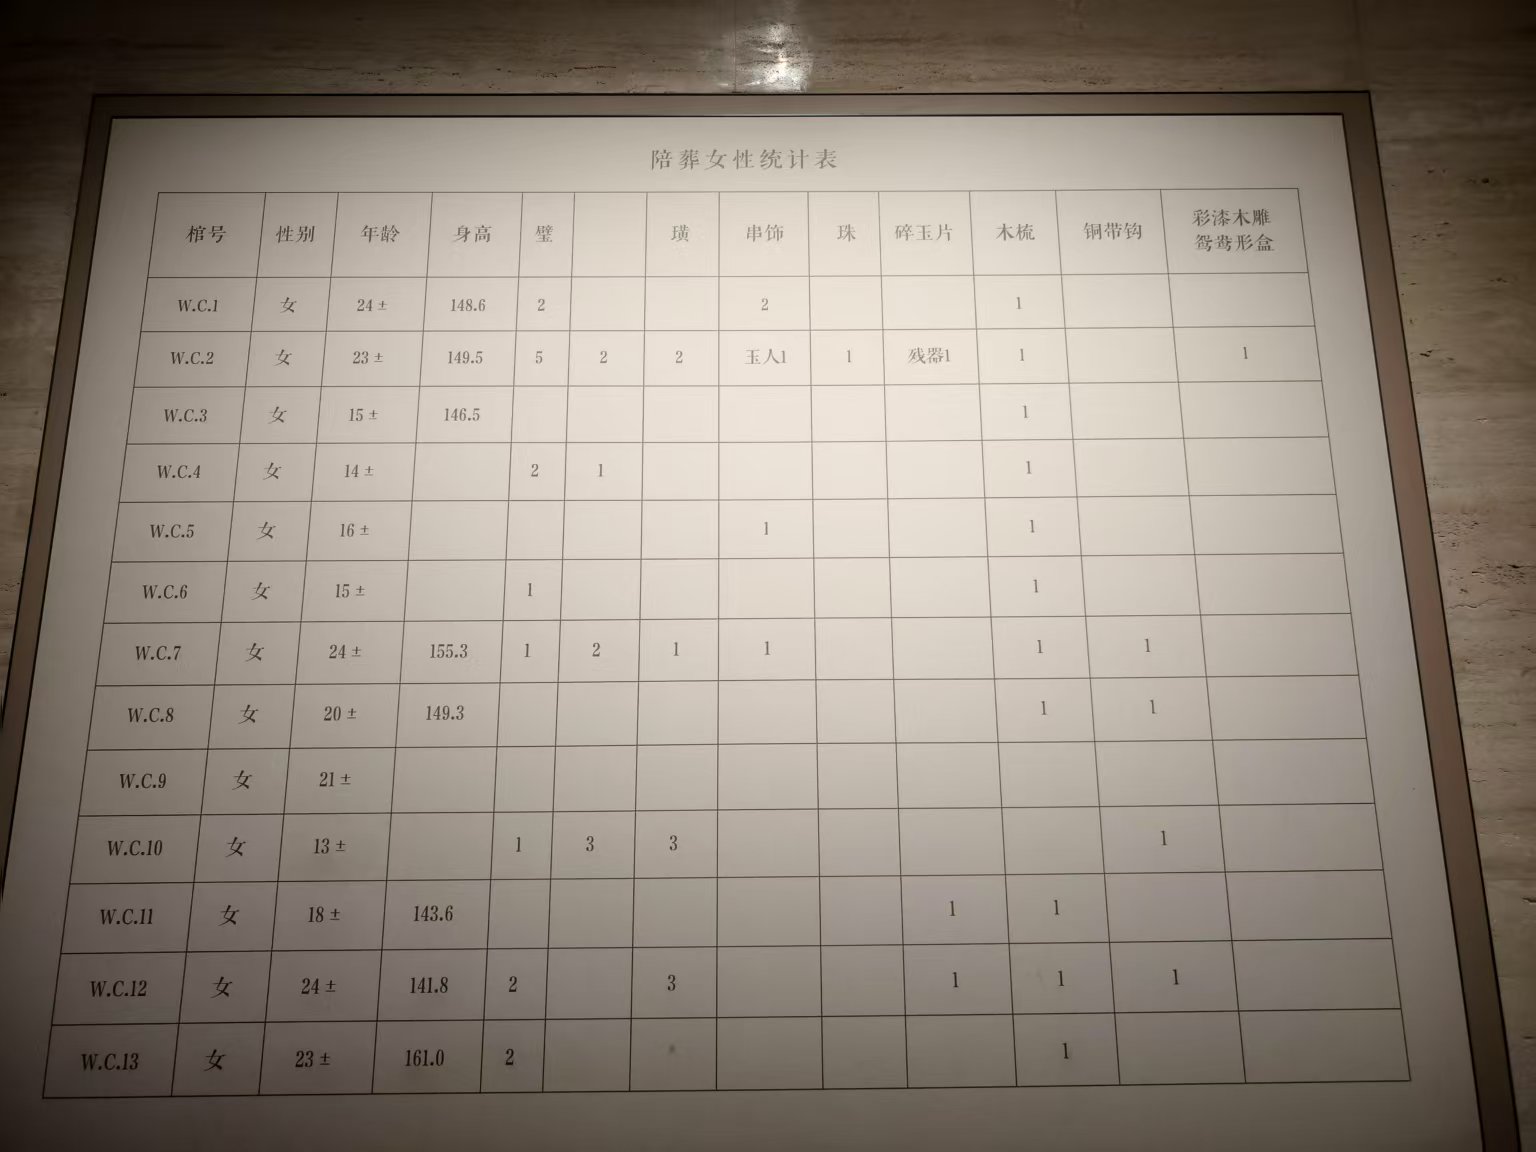 陪葬女性统计表
棺号 性别 年龄 身高 璧 璜 串饰 珠 碎玉片 木梳 铜带钩 彩漆木雕
鸳鸯形盒
W.C.1 女 24± 148.6 2 2 1
W.C.2 女 23± 149.5 5 2 2 玉人1 1 残器1 1 1
W.C.3 女 15± 146.5 1
W.C.4 女 14± 2 1 1
W.C.5 女 16± 1 1
W.C.6 女 15± 1 1
W.C.7 女 24± 155.3 1 2 1 1 1 1
W.C.8 女 20± 149.3 1 1
W.C.9 女 21±
W.C.10 女 13± 1 3 3 1
W.C.11 女 18± 143.6 1 1
W.C.12 女 24± 141.8 2 3 1 1 1
W.C.13 女 23± 161.0 2 1